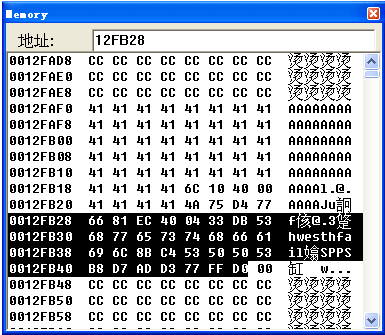 Memory
地址: 12FB28
0012FAD8 CC CC CC CC CC CC CC CC 烫烫烫烫
0012FAE0 CC CC CC CC CC CC CC CC 烫烫烫烫
0012FAE8 CC CC CC CC CC CC CC CC 烫烫烫烫
0012FAF0 41 41 41 41 41 41 41 41 AAAAAAAA
0012FAF8 41 41 41 41 41 41 41 41 AAAAAAAA
0012FB00 41 41 41 41 41 41 41 41 AAAAAAAA
0012FB08 41 41 41 41 41 41 41 41 AAAAAAAA
0012FB10 41 41 41 41 41 41 41 41 AAAAAAAA
0012FB18 41 41 41 41 6C 10 40 00 AAAAl.@.
0012FB20 41 41 41 41 4A 75 D4 77 AAAAJu詗
0012FB28 66 81 EC 40 04 33 DB 53 f侅@.3跾
0012FB30 68 77 65 73 74 68 66 61 hwesthfa
0012FB38 69 6C 8B C4 53 50 50 53 il嬆SPPS
0012FB40 B8 D7 AD D3 77 FF D0 00 缸 w...
0012FB48 CC CC CC CC CC CC CC CC 烫烫烫烫
0012FB50 CC CC CC CC CC CC CC CC 烫烫烫烫
0012FB58 CC CC CC CC CC CC CC CC 烫烫烫烫